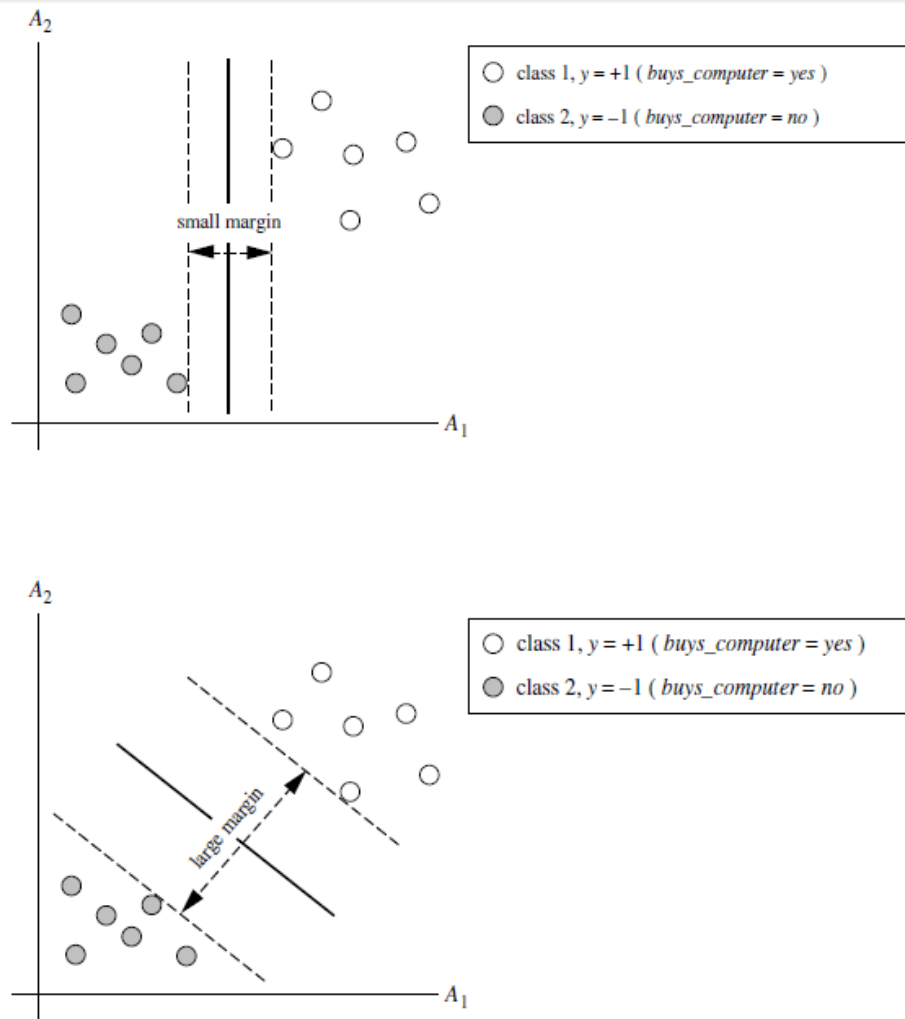 A₂
class 1, y = +1 ( buys_computer = yes )
class 2, y = −1 ( buys_computer = no )
small margin
A₁
A₂
class 1, y = +1 ( buys_computer = yes )
class 2, y = −1 ( buys_computer = no )
large margin
A₁